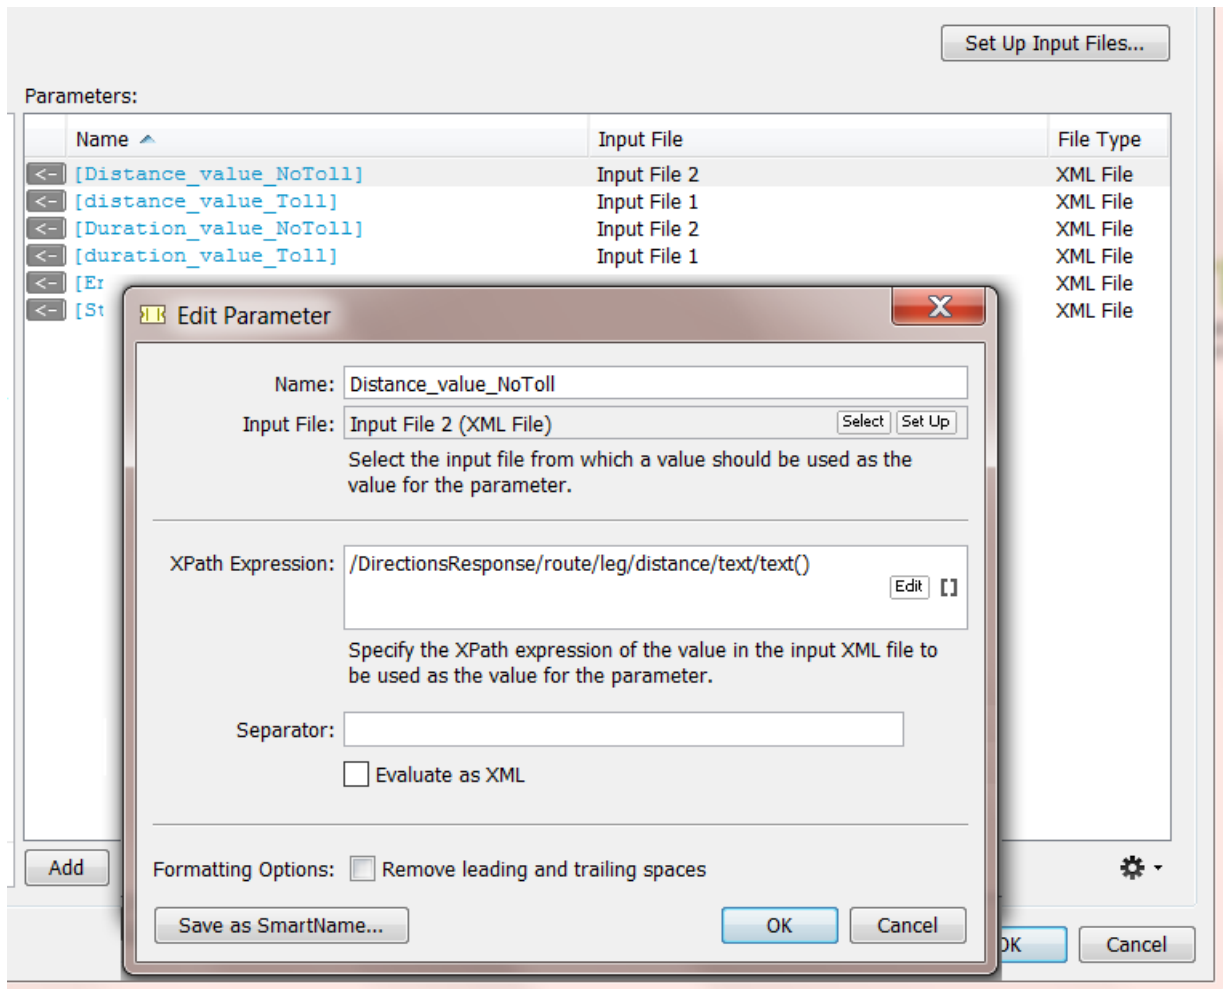 Set Up Input Files...
Parameters:
Name Input File File Type
<- [Distance_value_NoToll] Input File 2 XML File
<- [distance_value_Toll] Input File 1 XML File
<- [Duration_value_NoToll] Input File 2 XML File
<- [duration_value_Toll] Input File 1 XML File
<- XML File
<- [St XML File
Edit Parameter
Name: Distance_value_NoToll
Input File: Input File 2 (XML File) Select Set Up
Select the input file from which a value should be used as the
value for the parameter.
XPath Expression: /DirectionsResponse/route/leg/distance/text/text()
Edit []
Specify the XPath expression of the value in the input XML file to
be used as the value for the parameter.
Separator:
Evaluate as XML
Add
Formatting Options: Remove leading and trailing spaces
Save as SmartName... OK Cancel
OK Cancel